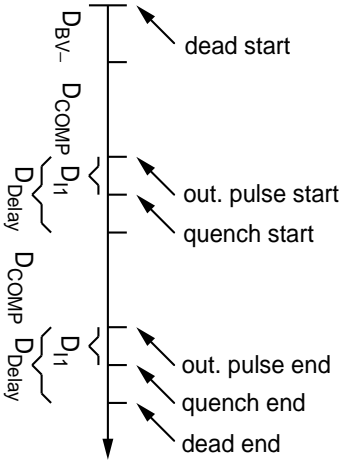 D_BV–
dead start
D_COMP
out. pulse start
D_I1
D_Delay
quench start
D_COMP
out. pulse end
D_I1
D_Delay
quench end
dead end